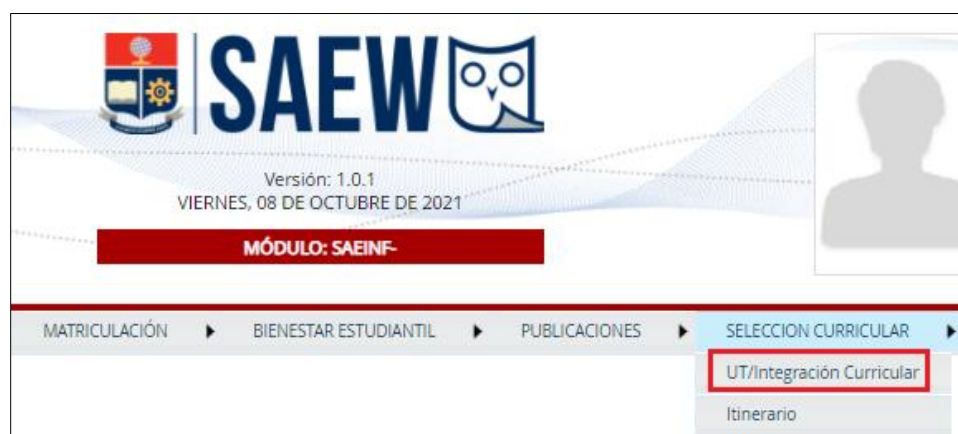 SAEW
Versión: 1.0.1
VIERNES, 08 DE OCTUBRE DE 2021
MÓDULO: SAEINF-
MATRICULACIÓN BIENESTAR ESTUDIANTIL PUBLICACIONES SELECCION CURRICULAR
UT/Integración Curricular
Itinerario